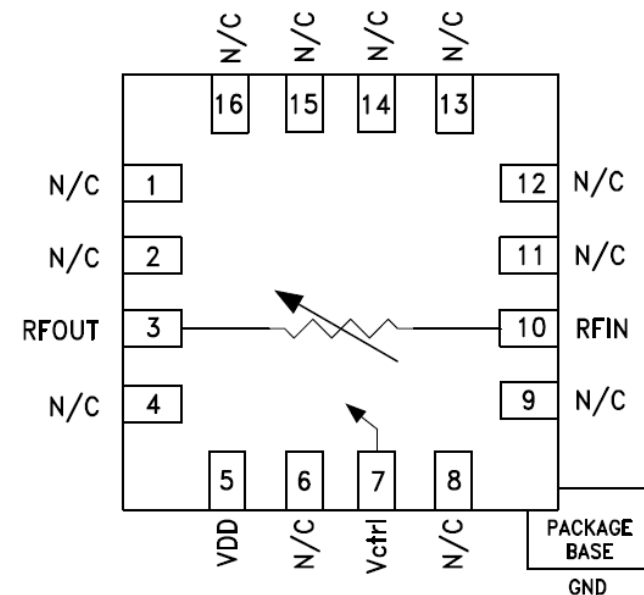 N/C N/C N/C N/C
16 15 14 13
N/C 1 12 N/C
N/C 2 11 N/C
RFOUT 3 10 RFIN
N/C 4 9 N/C
5 6 7 8
VDD N/C Vctrl N/C
PACKAGE
BASE
GND